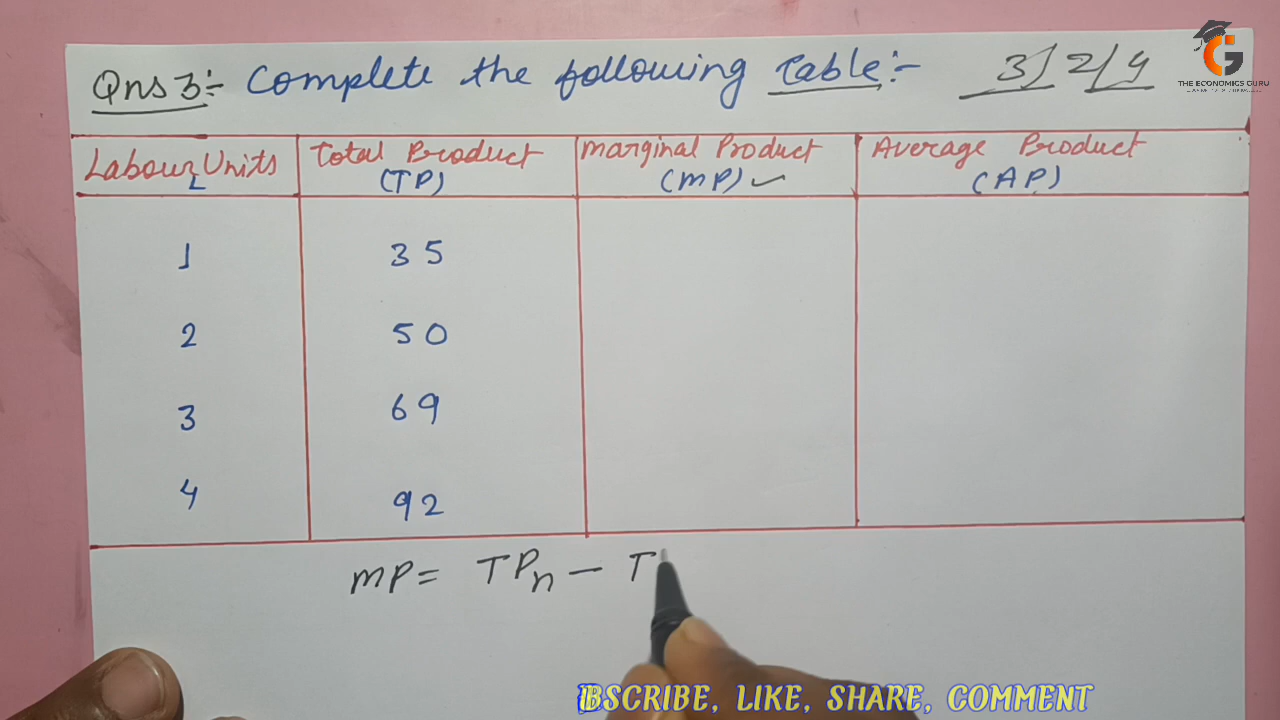 Qns 3:- Complete the following Table:- 3/2/4
THE ECONOMICS GURU
Labour Units Total Product Marginal Product Average Product
L (TP) (MP) (AP)
1 35
2 50
3 69
4 92
MP = TPn - T
BSCRIBE, LIKE, SHARE, COMMENT